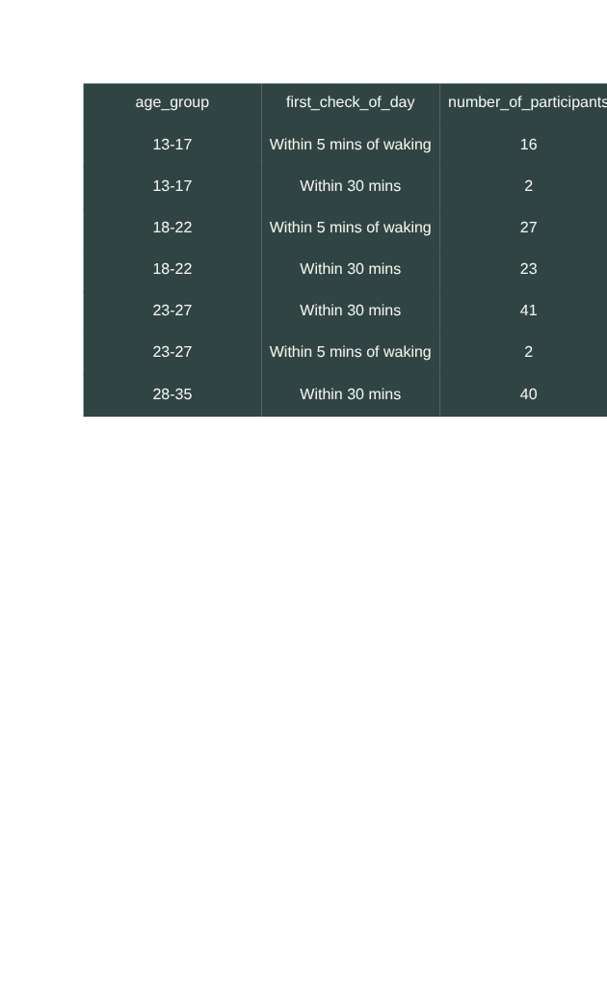 age_group first_check_of_day number_of_participants
13-17 Within 5 mins of waking 16
13-17 Within 30 mins 2
18-22 Within 5 mins of waking 27
18-22 Within 30 mins 23
23-27 Within 30 mins 41
23-27 Within 5 mins of waking 2
28-35 Within 30 mins 40